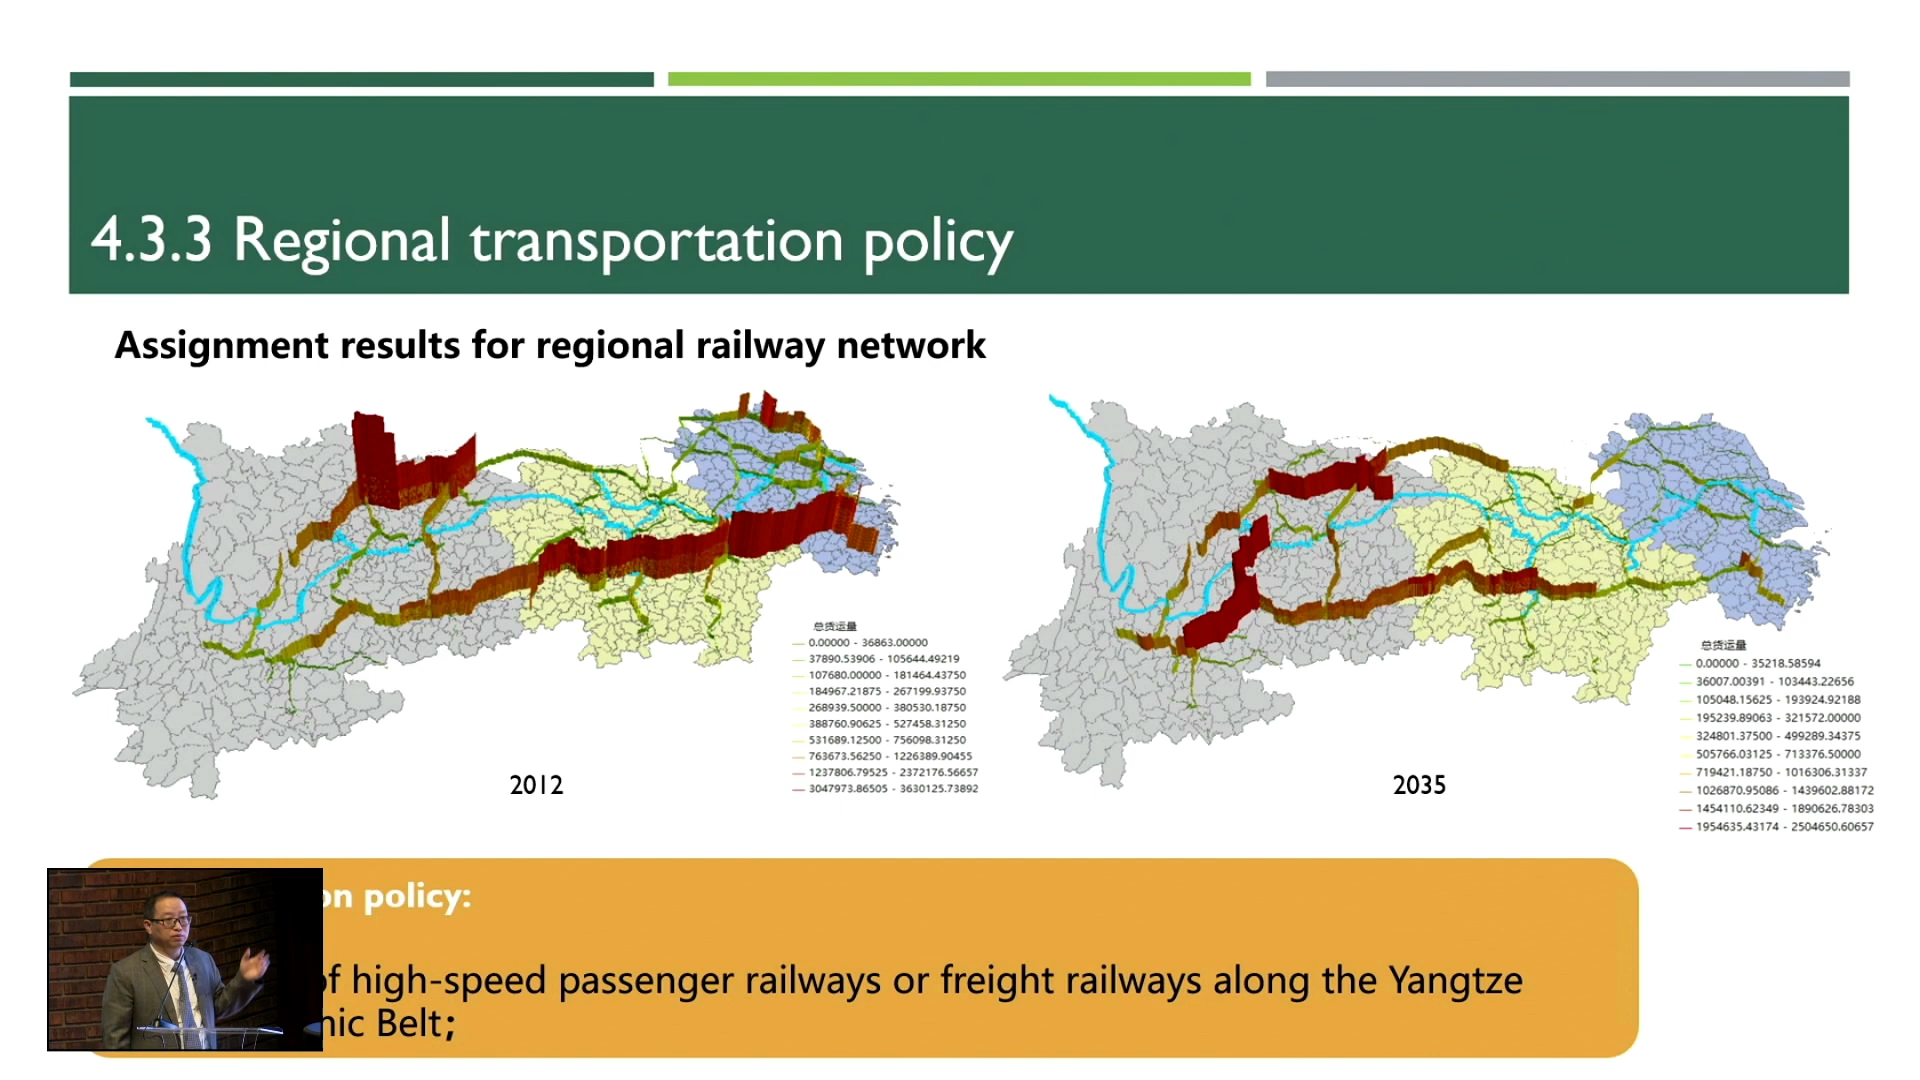 4.3.3 Regional transportation policy
Assignment results for regional railway network
总货运量
0.00000 - 36863.00000
37890.53906 - 105644.49219
107680.00000 - 181464.43750
184967.21875 - 267199.93750
268939.50000 - 380530.18750
388760.90625 - 527458.31250
531689.12500 - 756098.31250
763673.56250 - 1226389.90455
1237806.79525 - 2372176.56657
3047973.86505 - 3630125.73892
2012
总货运量
0.00000 - 35218.58594
36007.00391 - 103443.22656
105048.15625 - 193924.92188
195239.89063 - 321572.00000
324801.37500 - 499289.34375
505766.03125 - 713376.50000
719421.18750 - 1016306.31337
1026870.95086 - 1439602.88172
1454110.62349 - 1890626.78303
1954635.43174 - 2504650.60657
2035
on policy:
of high-speed passenger railways or freight railways along the Yangtze
nic Belt;